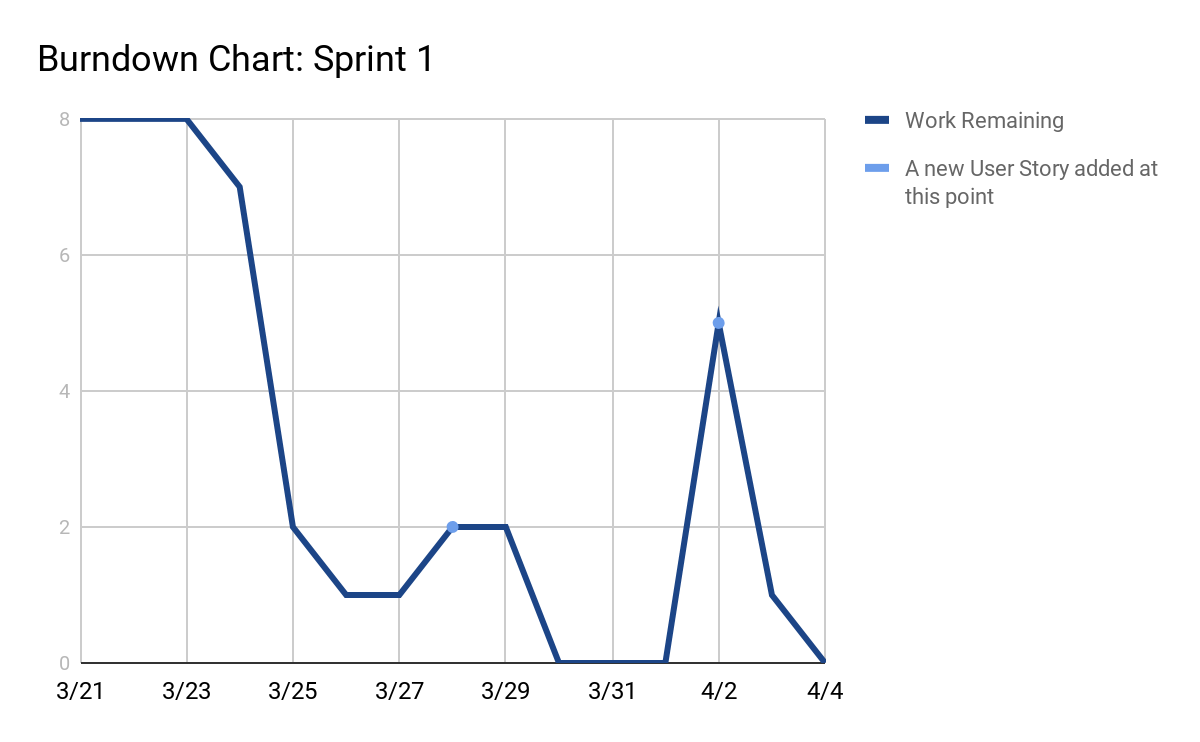 Burndown Chart: Sprint 1
8
6
4
2
0
3/21 3/23 3/25 3/27 3/29 3/31 4/2 4/4
Work Remaining
A new User Story added at
this point